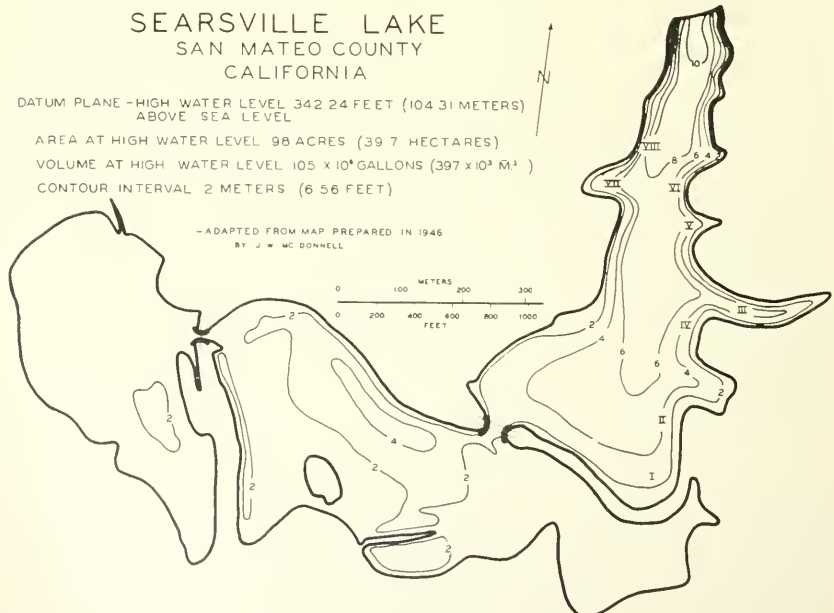 SEARSVILLE LAKE
SAN MATEO COUNTY
CALIFORNIA
DATUM PLANE - HIGH WATER LEVEL 342 24 FEET (104 31 METERS)
ABOVE SEA LEVEL
AREA AT HIGH WATER LEVEL 98 ACRES (39 7 HECTARES)
VOLUME AT HIGH WATER LEVEL 105 X 10⁶ GALLONS (397 X 10³ M.³)
CONTOUR INTERVAL 2 METERS (6 56 FEET)
- ADAPTED FROM MAP PREPARED IN 1946
BY J W MC DONNELL
N
METERS
0 100 200 300
0 200 400 600 800 1000
FEET
10
VIII
8 6 4 2
VII
VI
V
III
IV
2
4
6 6
4
2
II
I
2
2
4
2
2
2
2